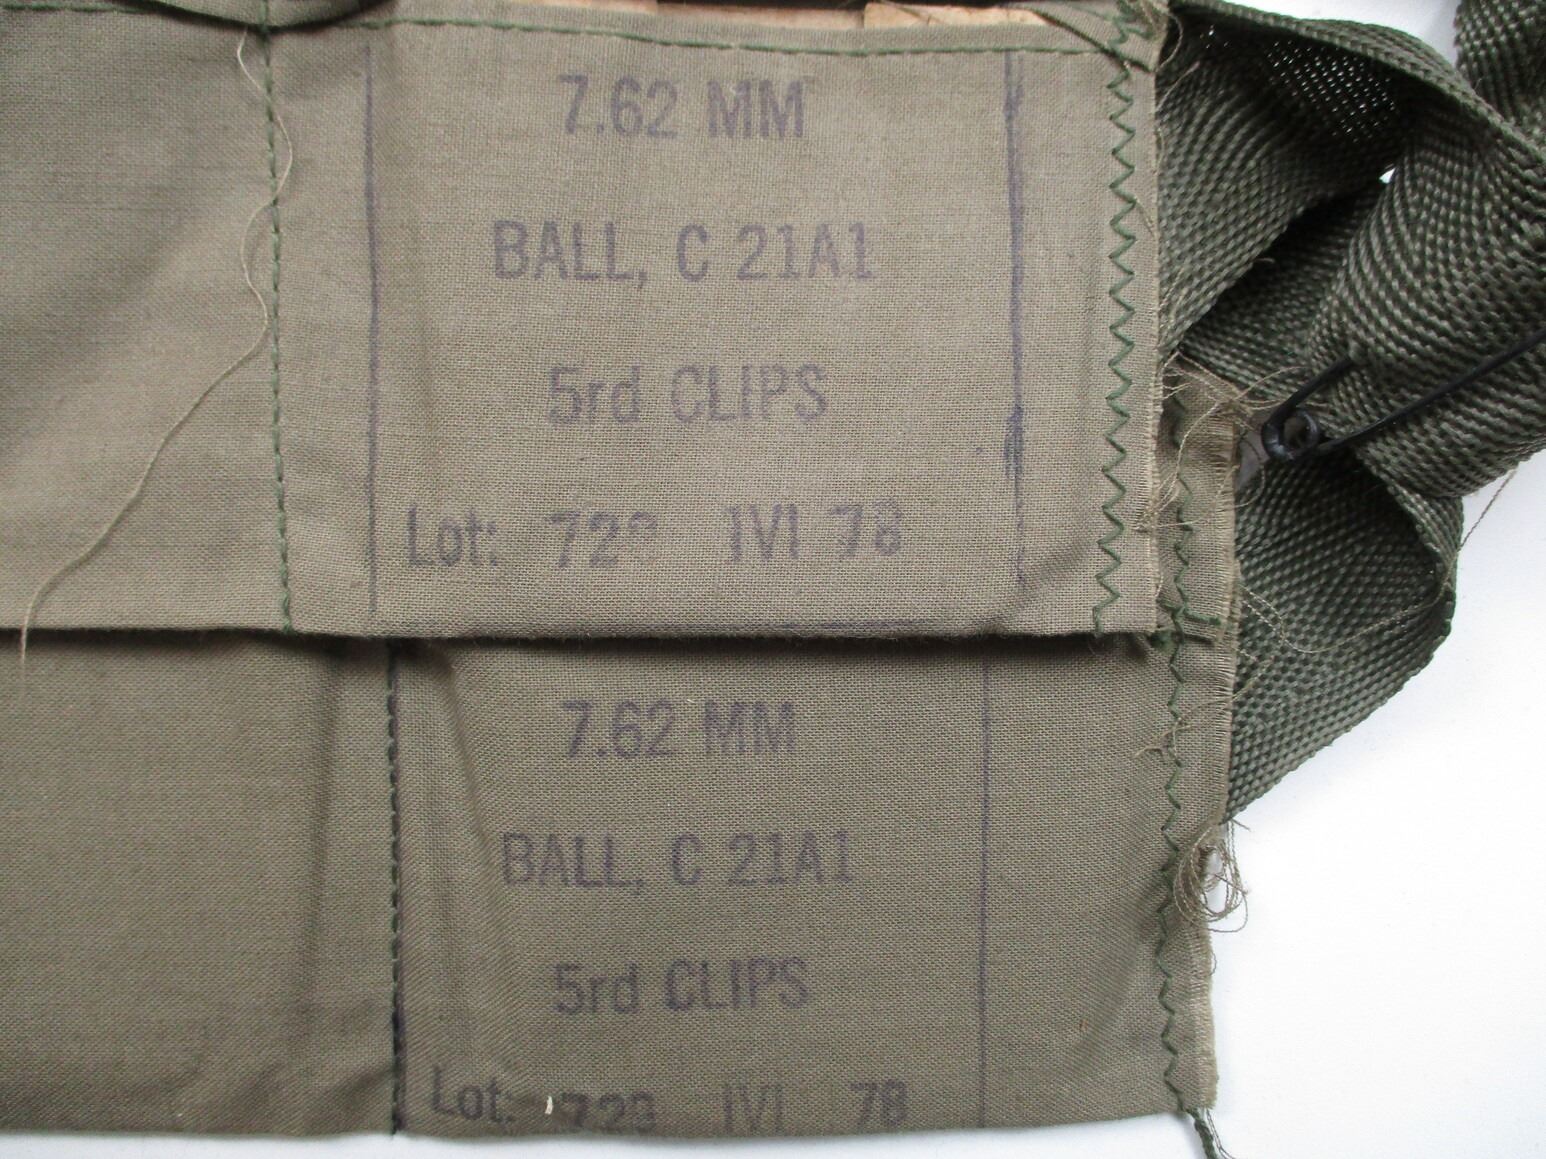 7.62 MM
BALL, C 21A1
5rd CLIPS
Lot: IVI 78
7.62 MM
BALL, C 21A1
5rd CLIPS
Lot: 723 IVI 78